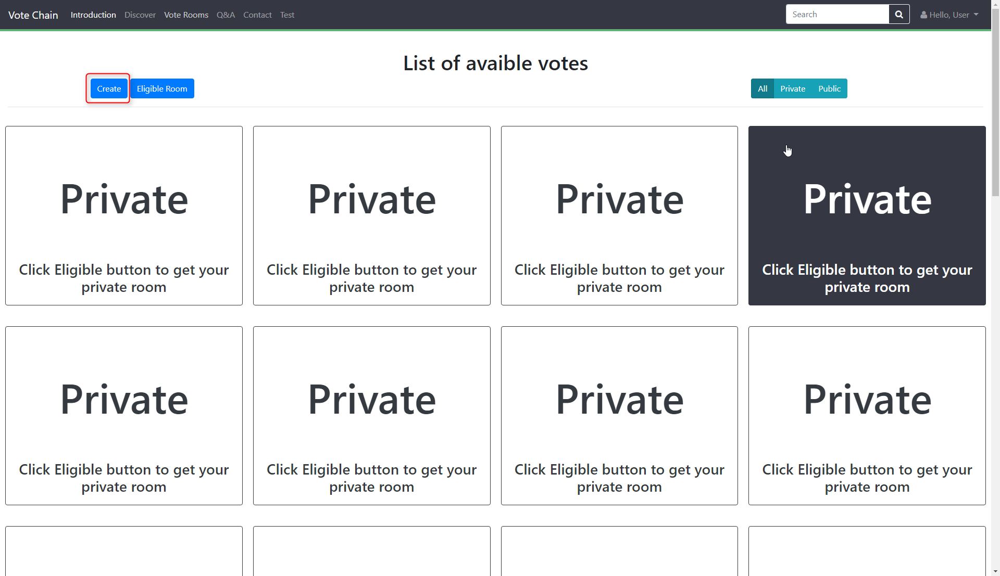 Vote Chain Introduction Discover Vote Rooms Q&A Contact Test Search Hello, User
List of avaible votes
Create Eligible Room All Private Public
Private Private Private Private
Click Eligible button to get your Click Eligible button to get your Click Eligible button to get your Click Eligible button to get your
private room private room private room private room
Private Private Private Private
Click Eligible button to get your Click Eligible button to get your Click Eligible button to get your Click Eligible button to get your
private room private room private room private room